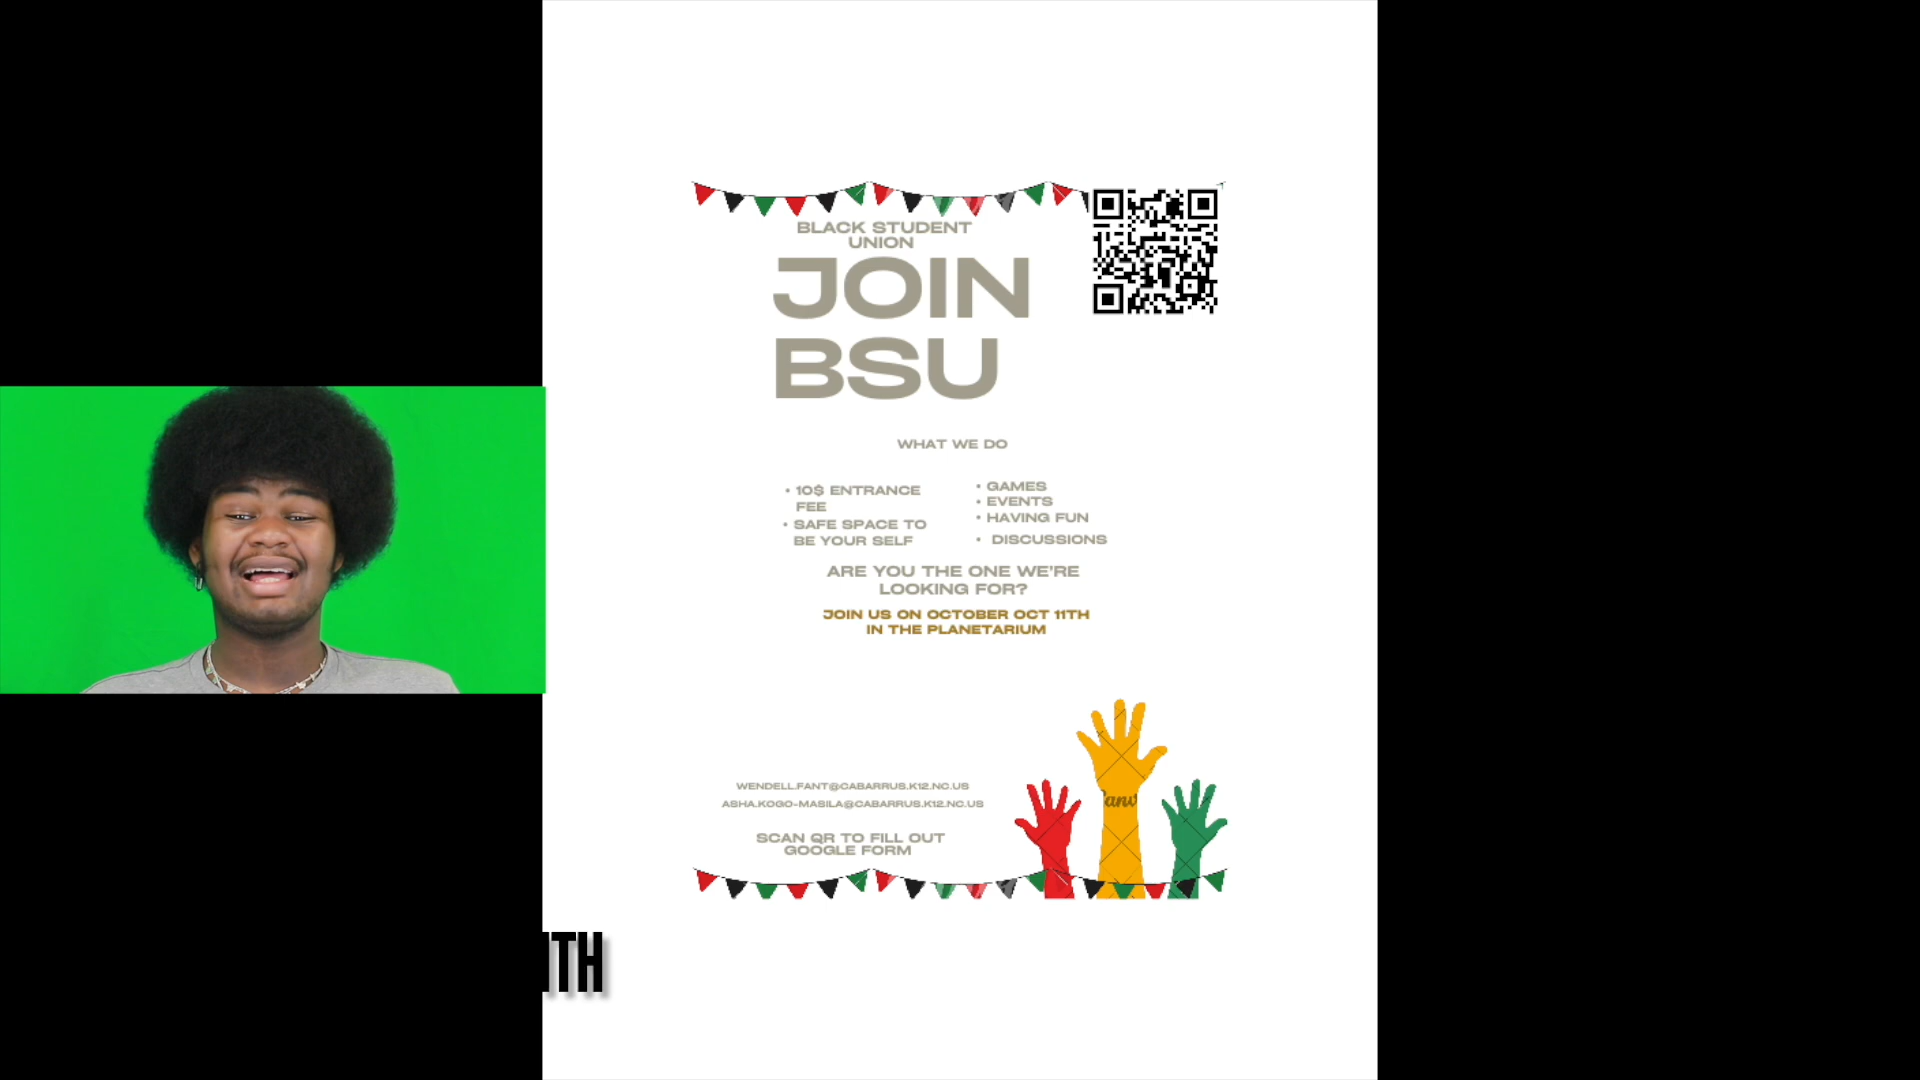 BLACK STUDENT
UNION
JOIN
BSU
WHAT WE DO
• 10$ ENTRANCE
FEE
• SAFE SPACE TO
BE YOUR SELF
• GAMES
• EVENTS
• HAVING FUN
• DISCUSSIONS
ARE YOU THE ONE WE'RE
LOOKING FOR?
JOIN US ON OCTOBER OCT 11TH
IN THE PLANETARIUM
WENDELL.FANT@CABARRUS.K12.NC.US
ASHA.KOGO-MASILA@CABARRUS.K12.NC.US
SCAN QR TO FILL OUT
GOOGLE FORM